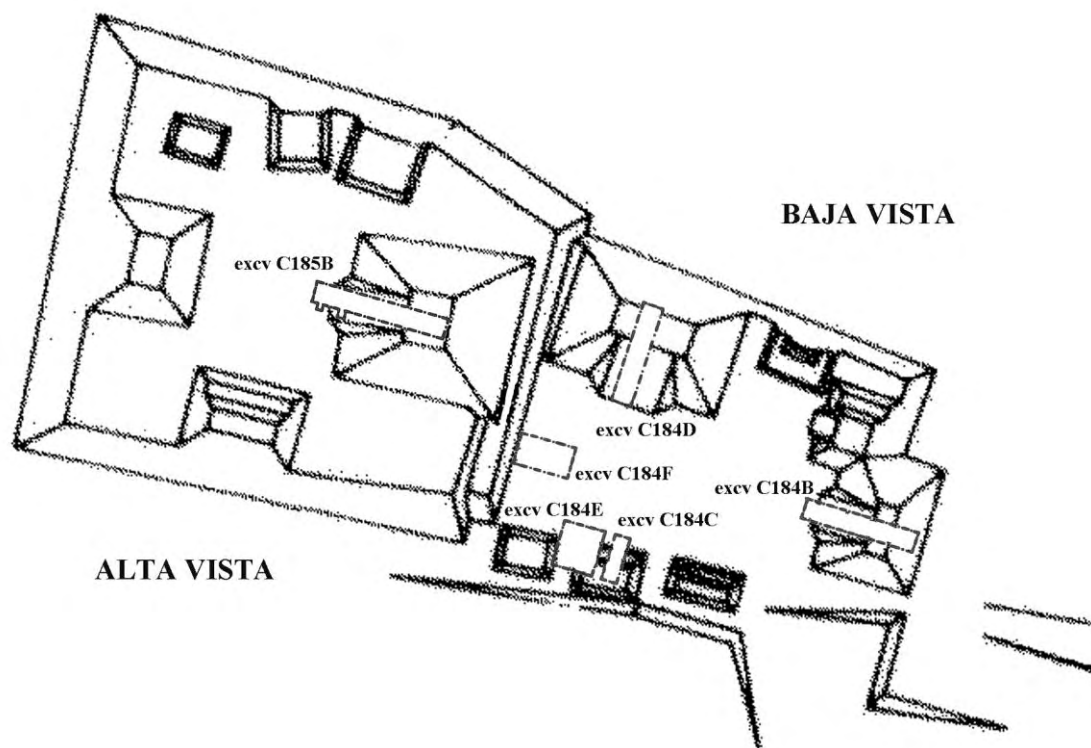 BAJA VISTA
excv C185B
excv C184D
excv C184F
excv C184B
excv C184E
excv C184C
ALTA VISTA